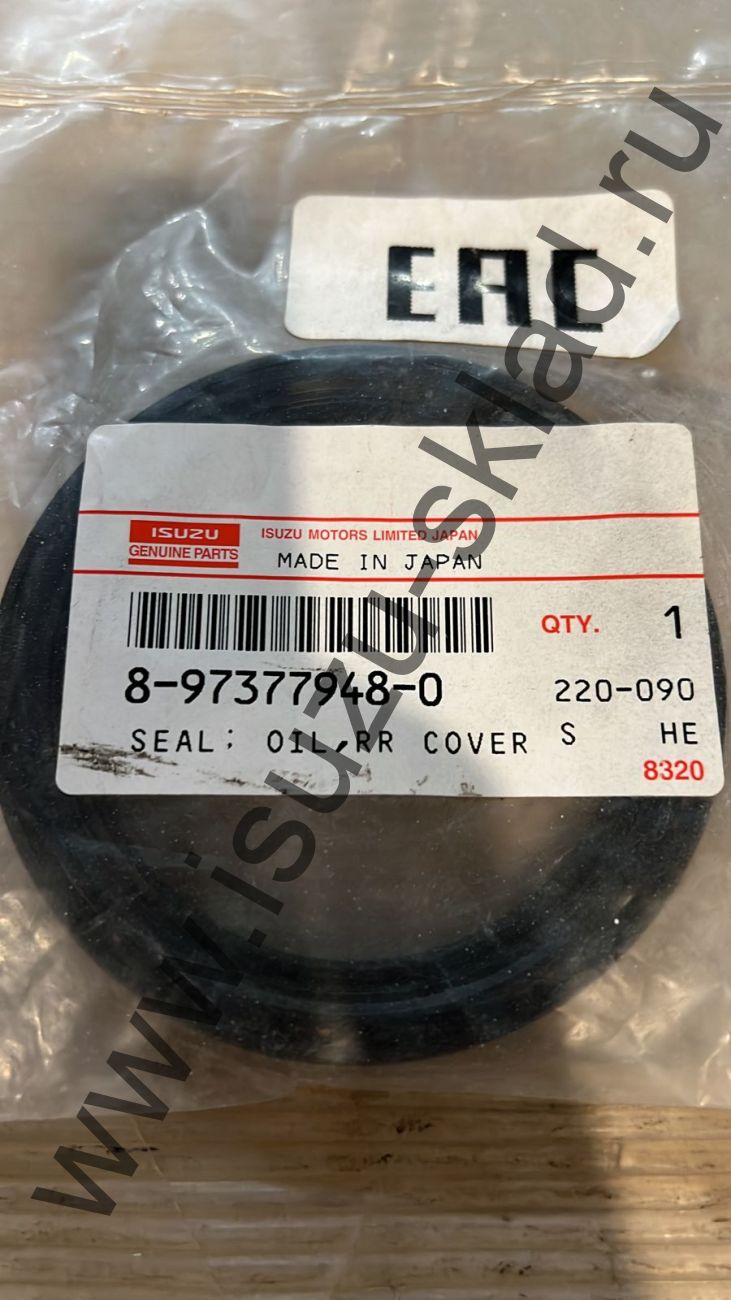 EAC
ISUZU
GENUINE PARTS
ISUZU MOTORS LIMITED JAPAN
MADE IN JAPAN
QTY. 1
8-97377948-0
220-090
SEAL; OIL,RR COVER
S HE
8320
www.isuzu-sklad.ru